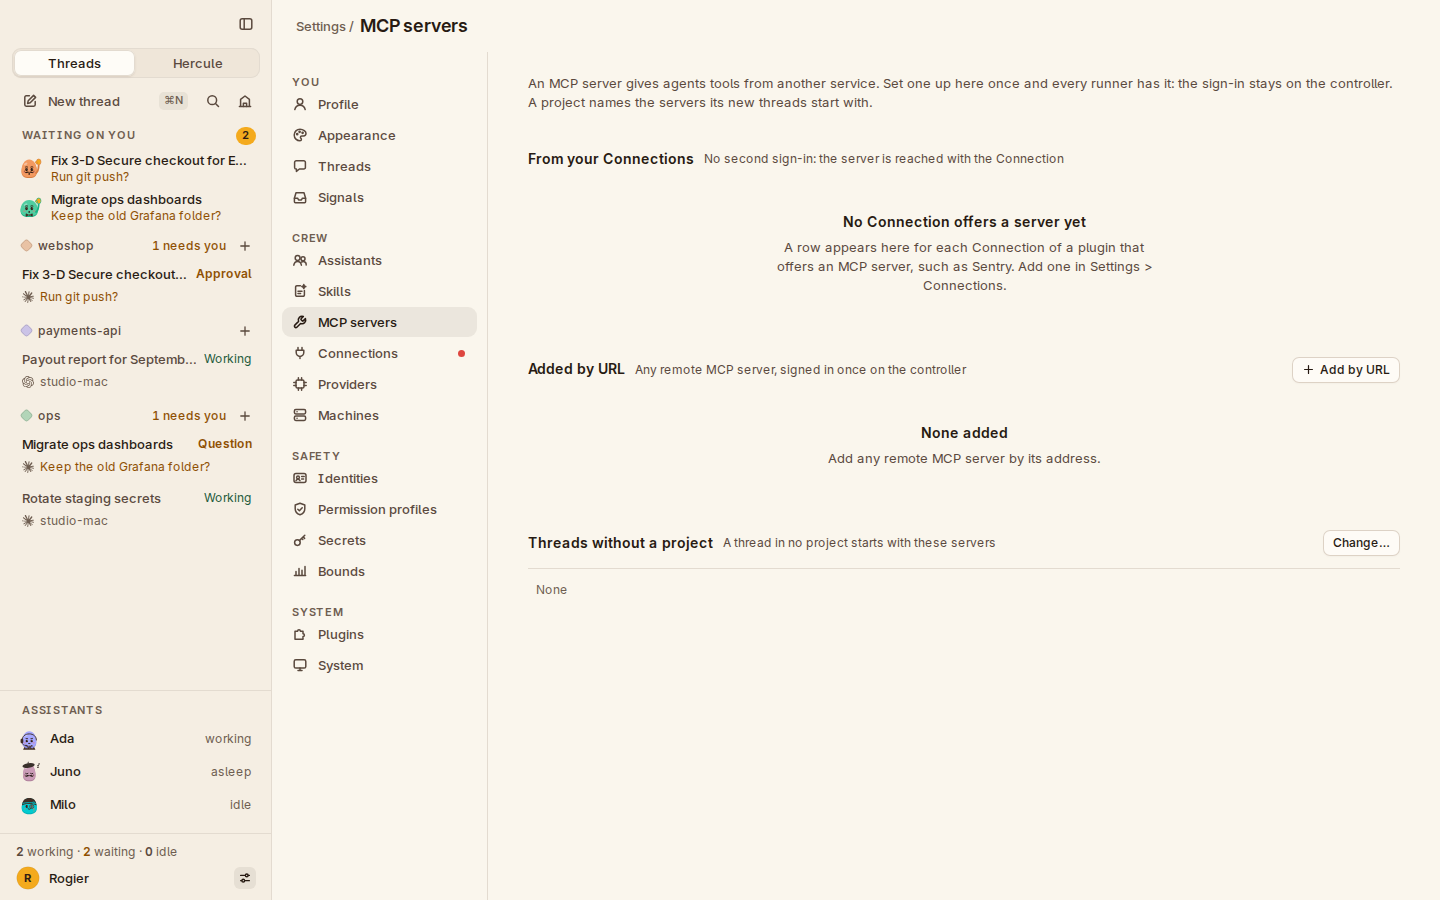 Threads
Hercule
New thread
⌘N
WAITING ON YOU
2
Fix 3-D Secure checkout for E...
Run git push?
Migrate ops dashboards
Keep the old Grafana folder?
webshop
1 needs you
Fix 3-D Secure checkout...
Approval
Run git push?
payments-api
Payout report for Septemb...
Working
studio-mac
ops
1 needs you
Migrate ops dashboards
Question
Keep the old Grafana folder?
Rotate staging secrets
Working
studio-mac
ASSISTANTS
Ada
working
Juno
asleep
Milo
idle
2 working · 2 waiting · 0 idle
R
Rogier
Settings / MCP servers
YOU
Profile
Appearance
Threads
Signals
CREW
Assistants
Skills
MCP servers
Connections
Providers
Machines
SAFETY
Identities
Permission profiles
Secrets
Bounds
SYSTEM
Plugins
System
An MCP server gives agents tools from another service. Set one up here once and every runner has it: the sign-in stays on the controller.
A project names the servers its new threads start with.
From your Connections
No second sign-in: the server is reached with the Connection
No Connection offers a server yet
A row appears here for each Connection of a plugin that
offers an MCP server, such as Sentry. Add one in Settings >
Connections.
Added by URL
Any remote MCP server, signed in once on the controller
+ Add by URL
None added
Add any remote MCP server by its address.
Threads without a project
A thread in no project starts with these servers
Change...
None